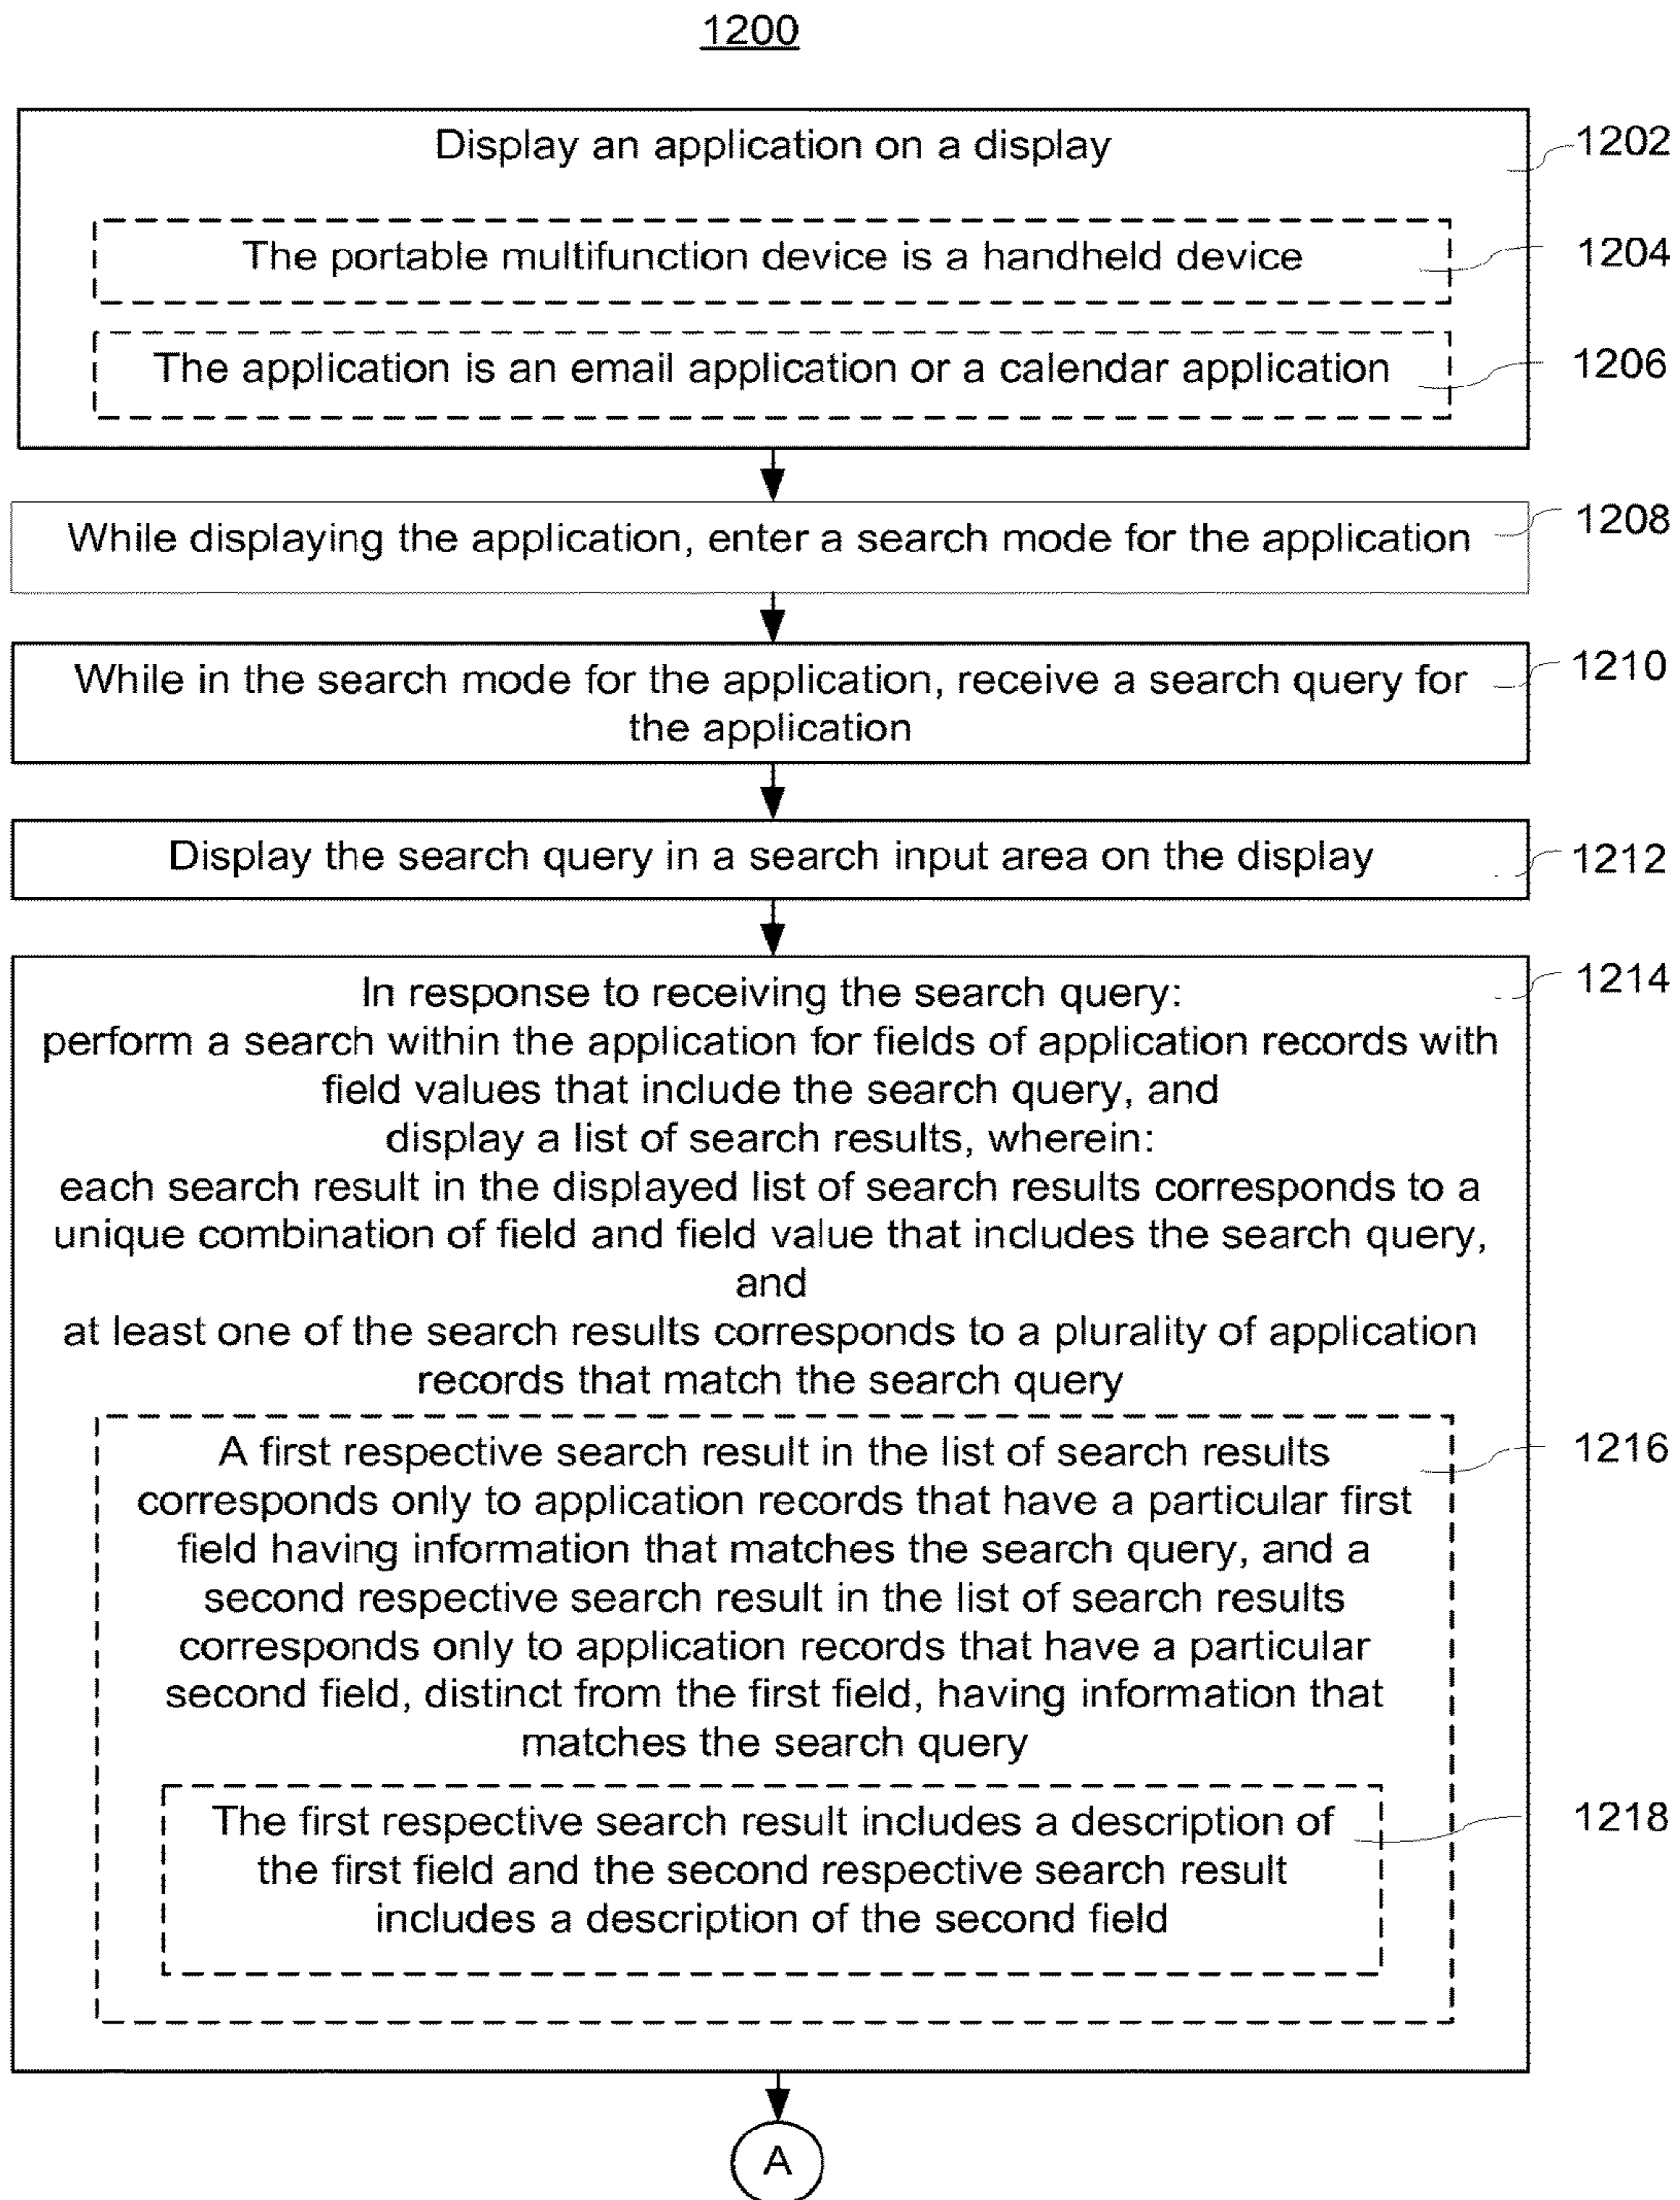 1200
Display an application on a display
1202
The portable multifunction device is a handheld device
1204
The application is an email application or a calendar application
1206
While displaying the application, enter a search mode for the application
1208
While in the search mode for the application, receive a search query for
the application
1210
Display the search query in a search input area on the display
1212
In response to receiving the search query:
perform a search within the application for fields of application records with
field values that include the search query, and
display a list of search results, wherein:
each search result in the displayed list of search results corresponds to a
unique combination of field and field value that includes the search query,
and
at least one of the search results corresponds to a plurality of application
records that match the search query
1214
A first respective search result in the list of search results
corresponds only to application records that have a particular first
field having information that matches the search query, and a
second respective search result in the list of search results
corresponds only to application records that have a particular
second field, distinct from the first field, having information that
matches the search query
1216
The first respective search result includes a description of
the first field and the second respective search result
includes a description of the second field
1218
A